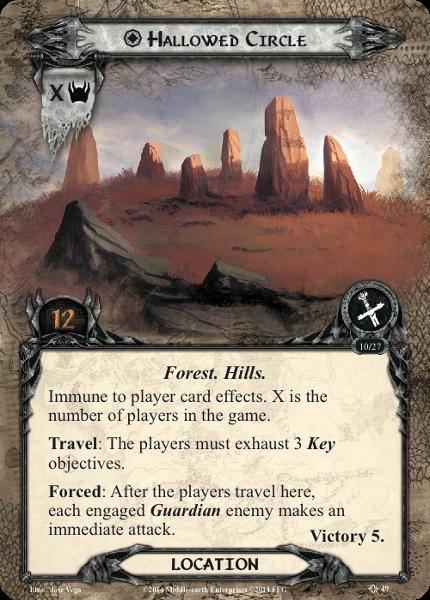 Hallowed Circle
X
12
10/27
Forest. Hills.
Immune to player card effects. X is the
number of players in the game.
Travel: The players must exhaust 3 Key
objectives.
Forced: After the players travel here,
each engaged Guardian enemy makes an
immediate attack.
Victory 5.
LOCATION
Illus. Jose Vega
©2014 Middle-earth Enterprises ©2014 FFG
49